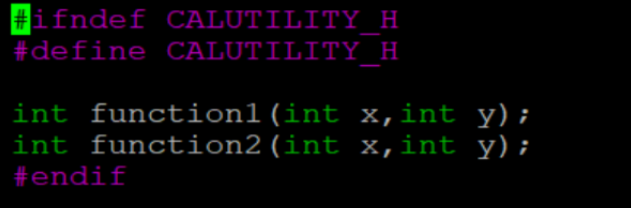 #ifndef CALUTILITY_H
#define CALUTILITY_H
int function1(int x,int y);
int function2(int x,int y);
#endif